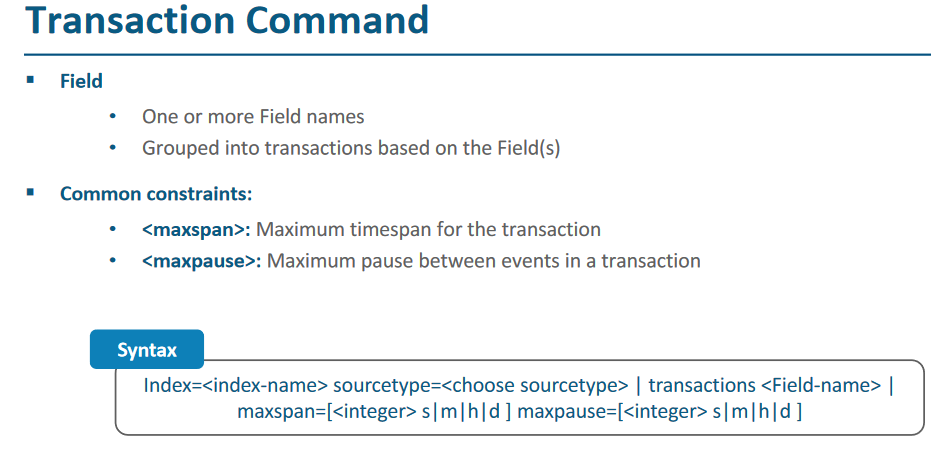 Transaction Command
▪ Field
• One or more Field names
• Grouped into transactions based on the Field(s)
▪ Common constraints:
• <maxspan>: Maximum timespan for the transaction
• <maxpause>: Maximum pause between events in a transaction
Syntax
Index=<index-name> sourcetype=<choose sourcetype> | transactions <Field-name> |
maxspan=[<integer> s|m|h|d ] maxpause=[<integer> s|m|h|d ]